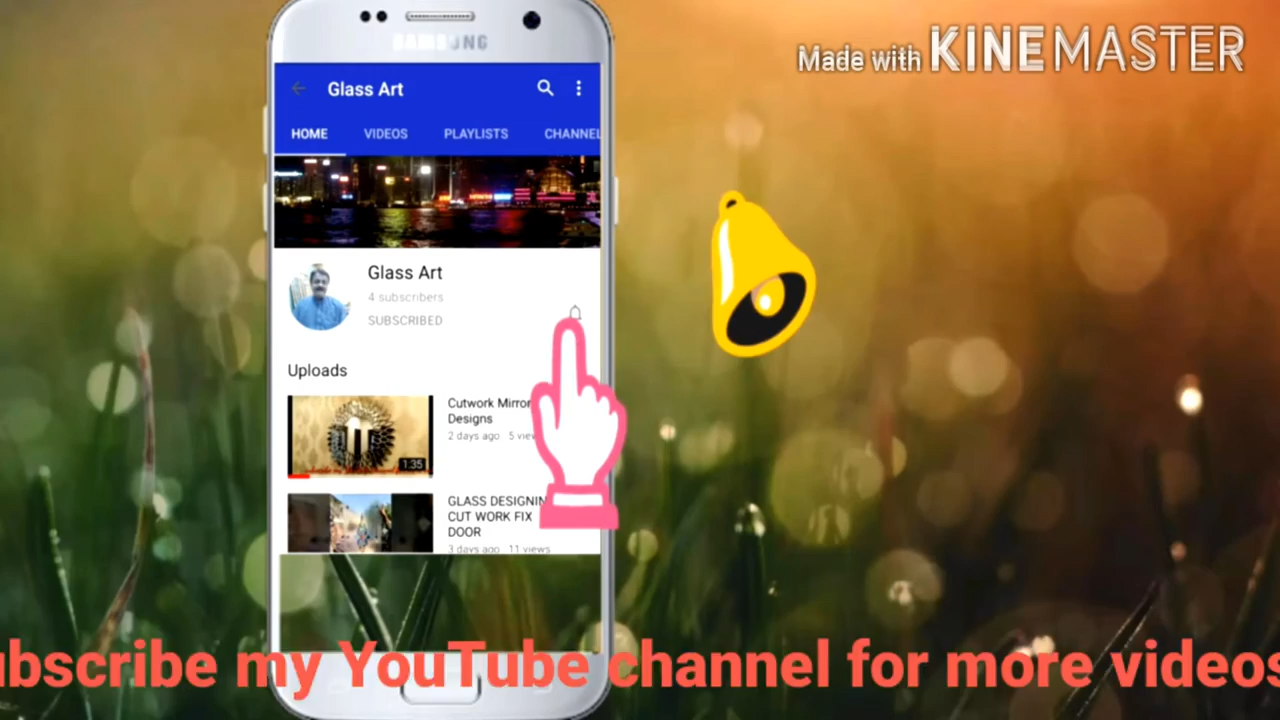 Made with KINEMASTER
SAMSUNG
Glass Art
HOME VIDEOS PLAYLISTS CHANNEL
Glass Art
4 subscribers
SUBSCRIBED
Uploads
Cutwork Mirror
Designs
2 days ago 5 view
1:35
GLASS DESIGNIN
CUT WORK FIX
DOOR
3 days ago 11 views
ubscribe my YouTube channel for more videos